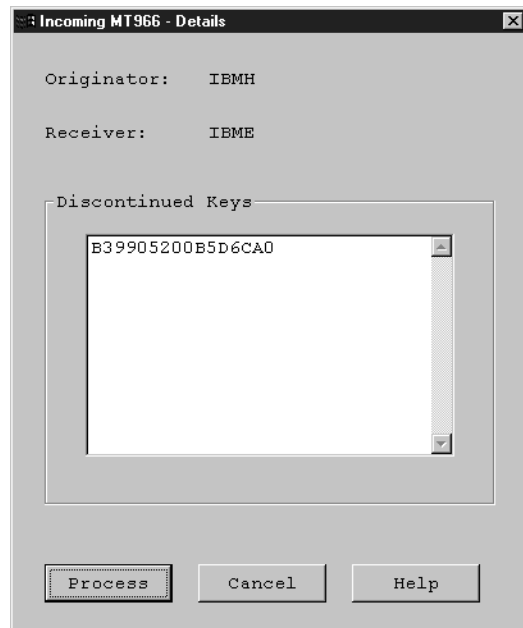 Incoming MT966 - Details
Originator: IBMH
Receiver: IBME
Discontinued Keys
B39905200B5D6CA0
Process Cancel Help